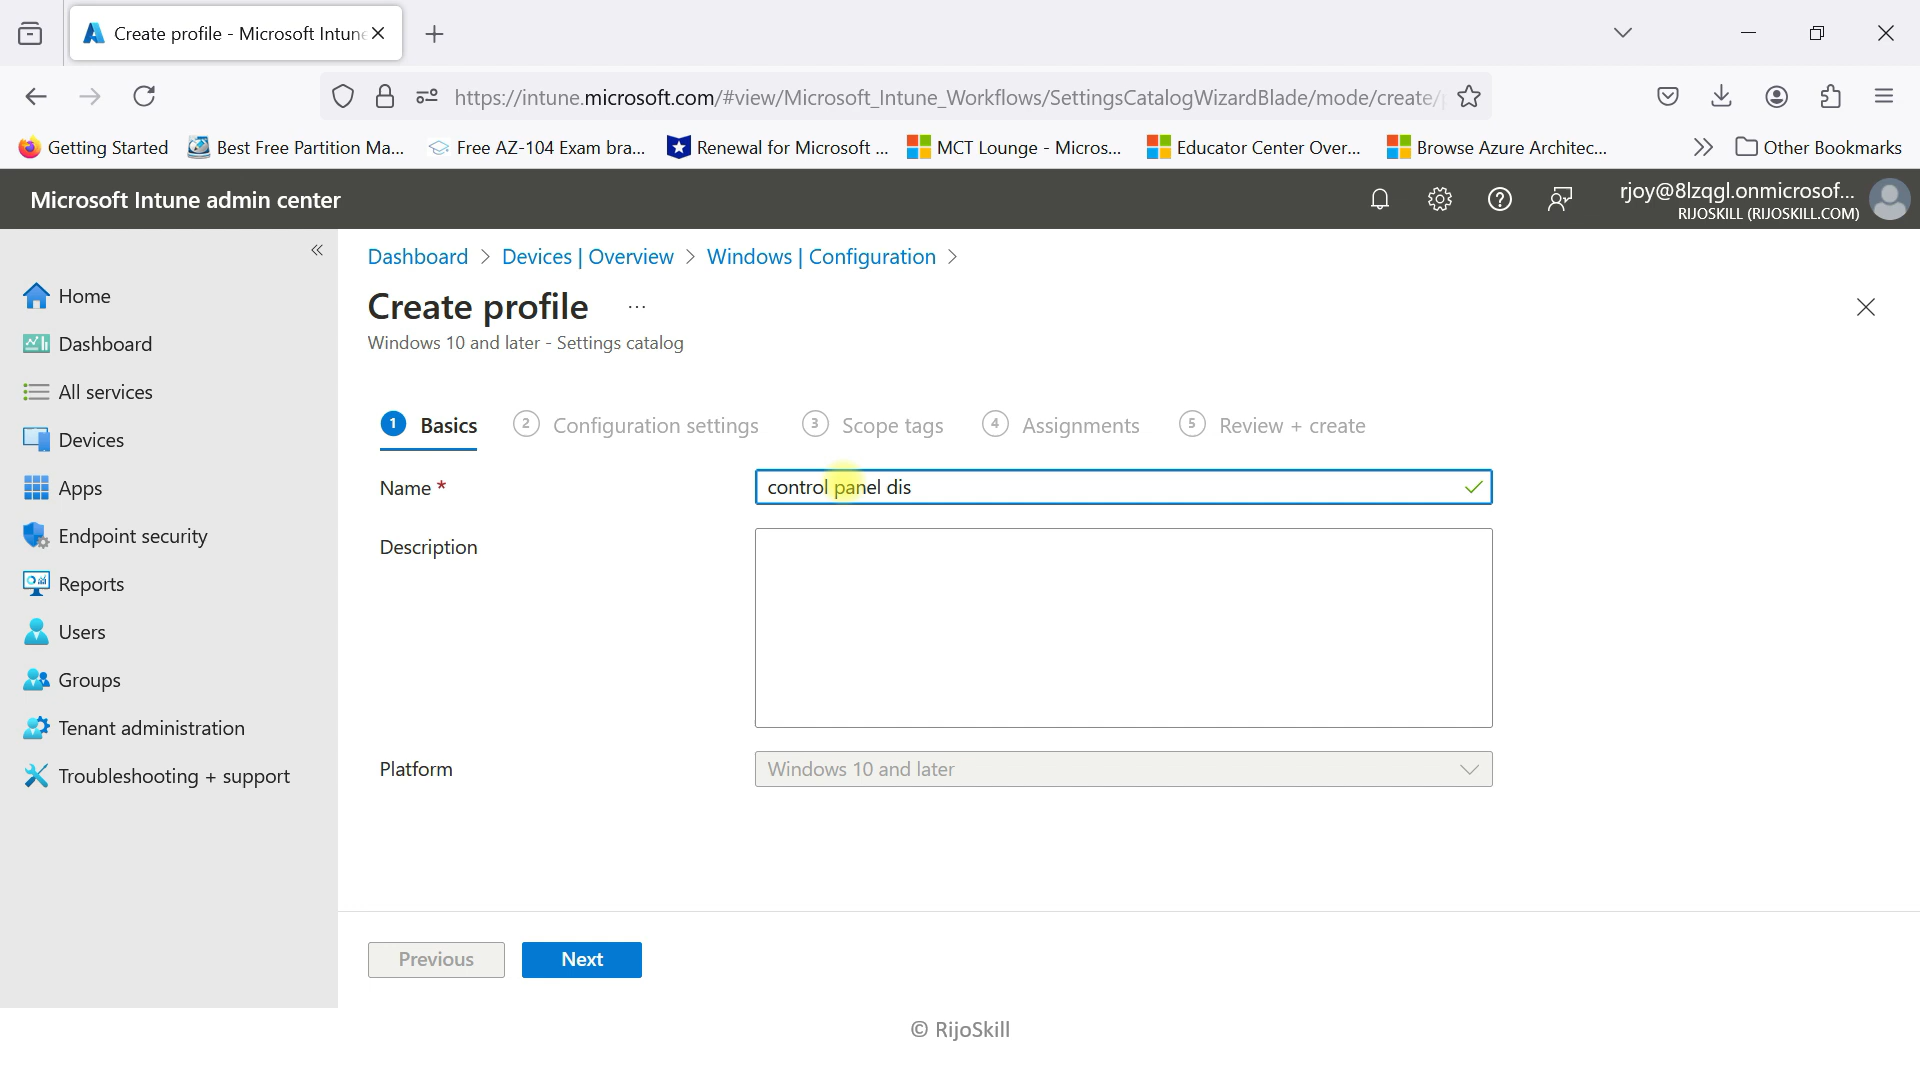 Create profile - Microsoft Intune
https://intune.microsoft.com/#view/Microsoft_Intune_Workflows/SettingsCatalogWizardBlade/mode/create/
Getting Started Best Free Partition Ma... Free AZ-104 Exam bra... Renewal for Microsoft ... MCT Lounge - Micros... Educator Center Over... Browse Azure Architec... Other Bookmarks
Microsoft Intune admin center
rjoy@8lzqgl.onmicrosof...
RIJOSKILL (RIJOSKILL.COM)
Home
Dashboard
All services
Devices
Apps
Endpoint security
Reports
Users
Groups
Tenant administration
Troubleshooting + support
Dashboard > Devices | Overview > Windows | Configuration >
Create profile ...
Windows 10 and later - Settings catalog
1 Basics 2 Configuration settings 3 Scope tags 4 Assignments 5 Review + create
Name * control panel dis
Description
Platform Windows 10 and later
Previous Next
© RijoSkill